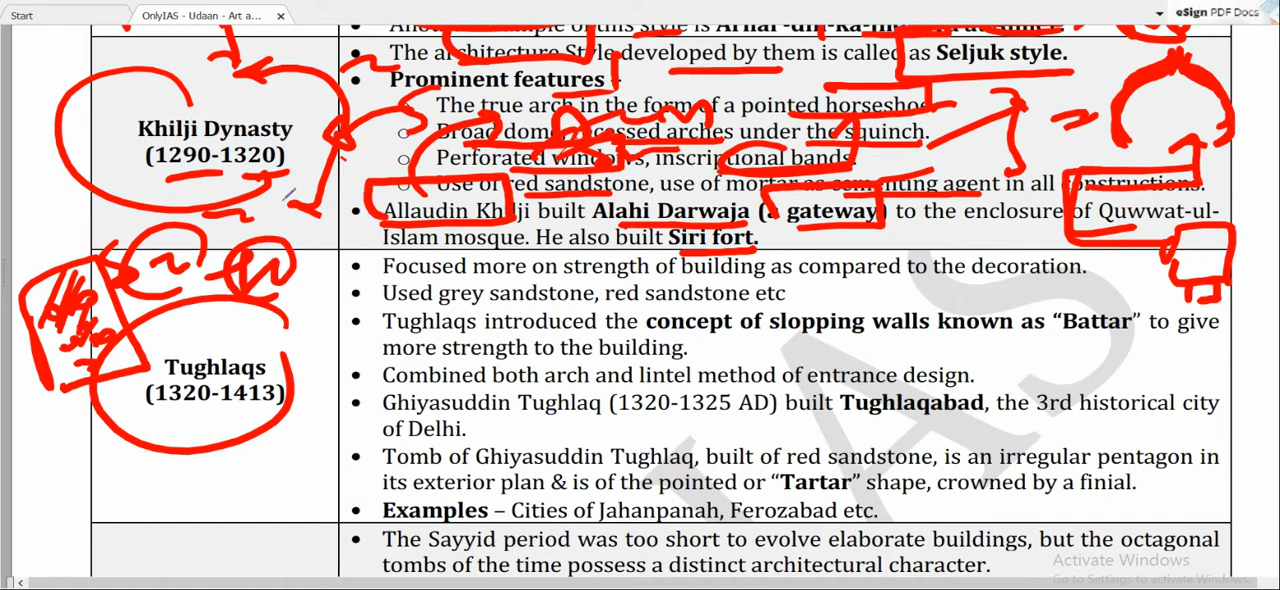 Start
OnlyIAS - Udaan - Art a...
eSign PDF Docs
this style is
The architecture Style developed by them is called as Seljuk style.
Prominent features -
The true arch in the form of a pointed horseshoe.
Khilji Dynasty
Broad dome, recessed arches under the squinch.
(1290-1320)
Perforated windows, inscriptional bands.
Use of red sandstone, use of mortar as cementing agent in all constructions.
Allaudin Khilji built Alahi Darwaja (a gateway) to the enclosure of Quwwat-ul-
Islam mosque. He also built Siri fort.
Focused more on strength of building as compared to the decoration.
Used grey sandstone, red sandstone etc
Tughlaqs introduced the concept of slopping walls known as “Battar” to give
more strength to the building.
Tughlaqs
(1320-1413)
Combined both arch and lintel method of entrance design.
Ghiyasuddin Tughlaq (1320-1325 AD) built Tughlaqabad, the 3rd historical city
of Delhi.
Tomb of Ghiyasuddin Tughlaq, built of red sandstone, is an irregular pentagon in
its exterior plan & is of the pointed or “Tartar” shape, crowned by a finial.
Examples – Cities of Jahanpanah, Ferozabad etc.
The Sayyid period was too short to evolve elaborate buildings, but the octagonal
tombs of the time possess a distinct architectural character.
Activate Windows
Go to Settings to activate Windows.